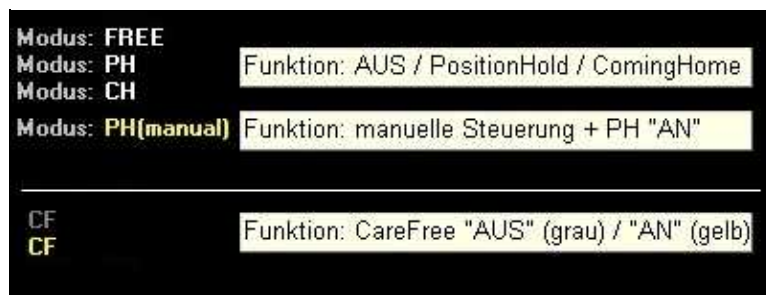 Modus: FREE
Modus: PH
Funktion: AUS / PositionHold / ComingHome
Modus: CH
Modus: PH(manual)
Funktion: manuelle Steuerung + PH "AN"
CF
CF
Funktion: CareFree "AUS" (grau) / "AN" (gelb)